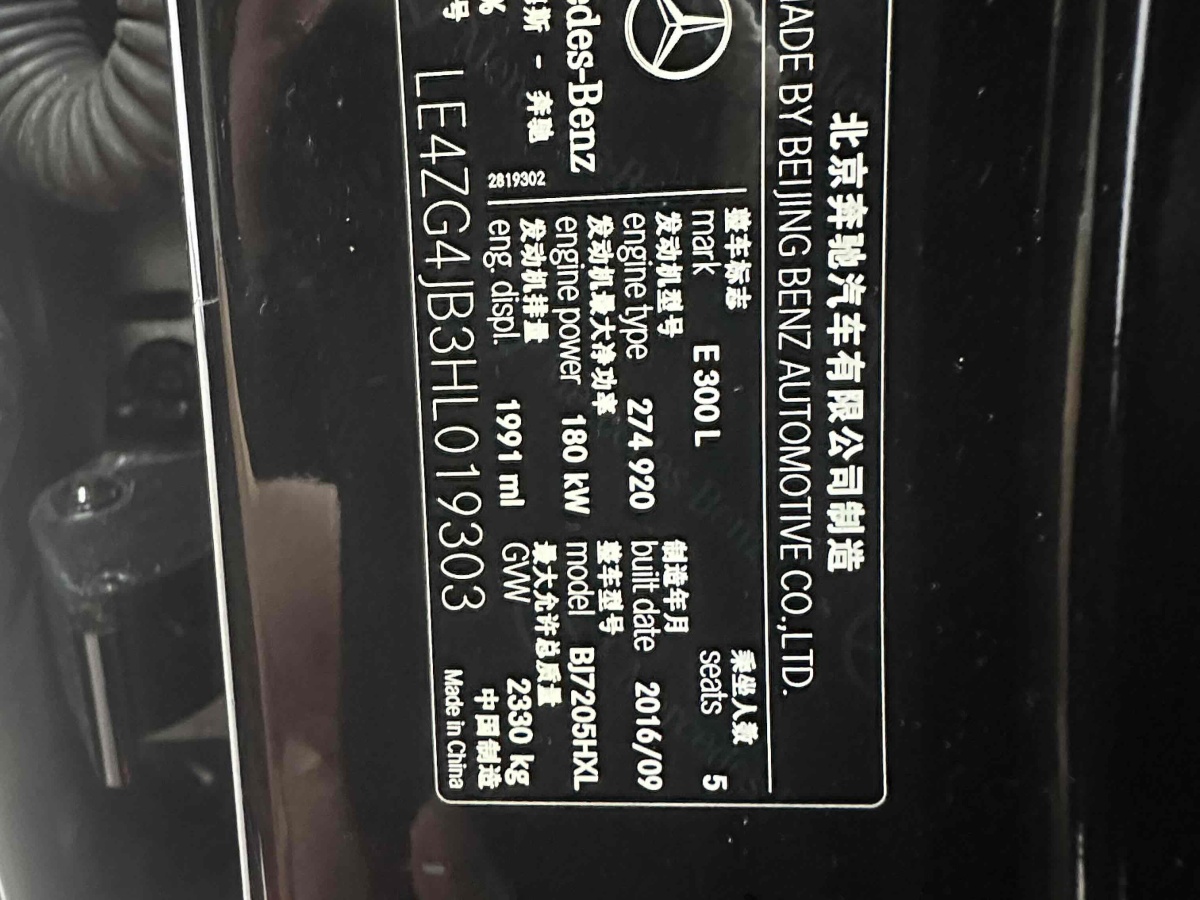 北京奔驰汽车有限公司制造
MADE BY BEIJING BENZ AUTOMOTIVE CO.,LTD.
edes-Benz
斯 - 奔驰
%
号
2819302
整车标志
mark E 300 L
乘坐人数
seats 5
发动机型号
engine type 274 920
制造年月
built date 2016/09
发动机最大净功率
engine power 180 kW
整车型号
model BJ7205HXL
发动机排量
eng. displ. 1991 ml
最大允许总质量
GVW 2330 kg
LE4ZG4JB3HL019303
中国制造
Made in China